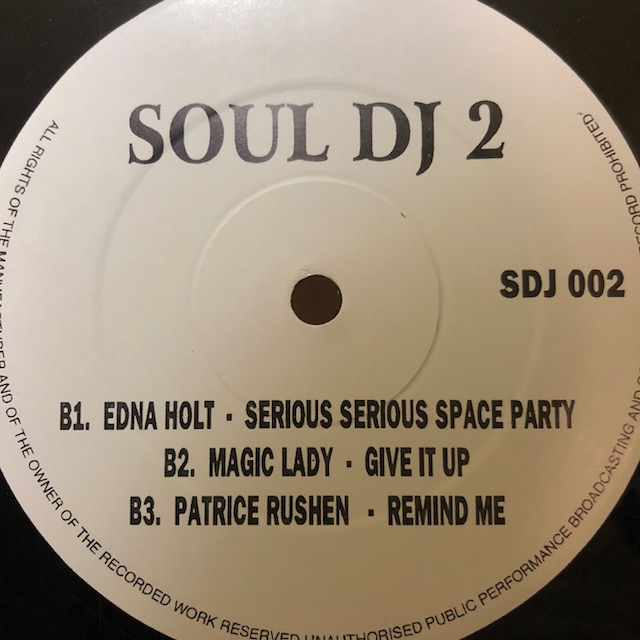 SOUL DJ 2
SDJ 002
B1. EDNA HOLT - SERIOUS SERIOUS SPACE PARTY
B2. MAGIC LADY - GIVE IT UP
B3. PATRICE RUSHEN - REMIND ME
ALL RIGHTS OF THE MANUFACTURER AND OF THE OWNER OF THE RECORDED WORK RESERVED UNAUTHORISED PUBLIC PERFORMANCE BROADCASTING AND RECORD PROHIBITED